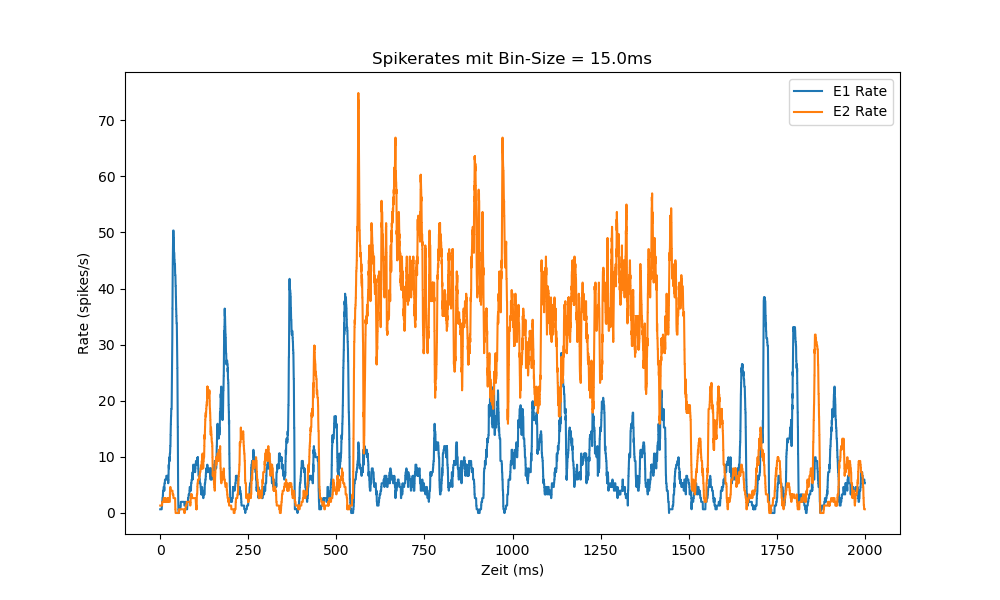 Spikerates mit Bin-Size = 15.0ms
E1 Rate
E2 Rate
Rate (spikes/s)
70
60
50
40
30
20
10
0
0 250 500 750 1000 1250 1500 1750 2000
Zeit (ms)